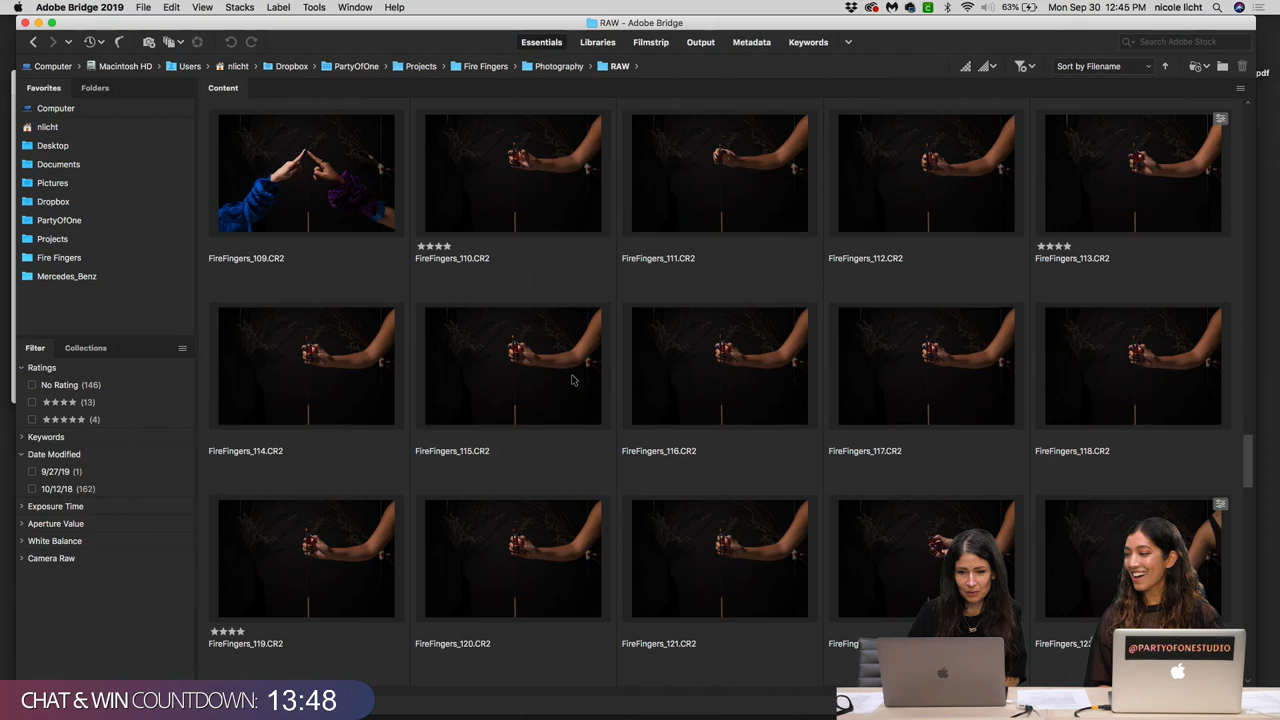 Adobe Bridge 2019 File Edit View Stacks Label Tools Window Help
63% Mon Sep 30 12:45 PM nicole licht
RAW – Adobe Bridge
Essentials Libraries Filmstrip Output Metadata Keywords Search Adobe Stock
Computer Macintosh HD Users nlicht Dropbox PartyOfOne Projects Fire Fingers Photography RAW Sort by Filename
pdf
Favorites Folders
Content
Computer
nlicht
Desktop
Documents
Pictures
Dropbox
PartyOfOne
Projects
Fire Fingers
Mercedes_Benz
FireFingers_109.CR2 FireFingers_110.CR2 FireFingers_111.CR2 FireFingers_112.CR2 FireFingers_113.CR2
Filter Collections
Ratings
No Rating (146)
★★★★ (13)
★★★★★ (4)
Keywords
Date Modified
9/27/19 (1)
10/12/18 (162)
Exposure Time
Aperture Value
White Balance
Camera Raw
FireFingers_114.CR2 FireFingers_115.CR2 FireFingers_116.CR2 FireFingers_117.CR2 FireFingers_118.CR2
FireFingers_119.CR2 FireFingers_120.CR2 FireFingers_121.CR2
@PARTYOFONESTUDIO
CHAT & WIN COUNTDOWN: 13:48